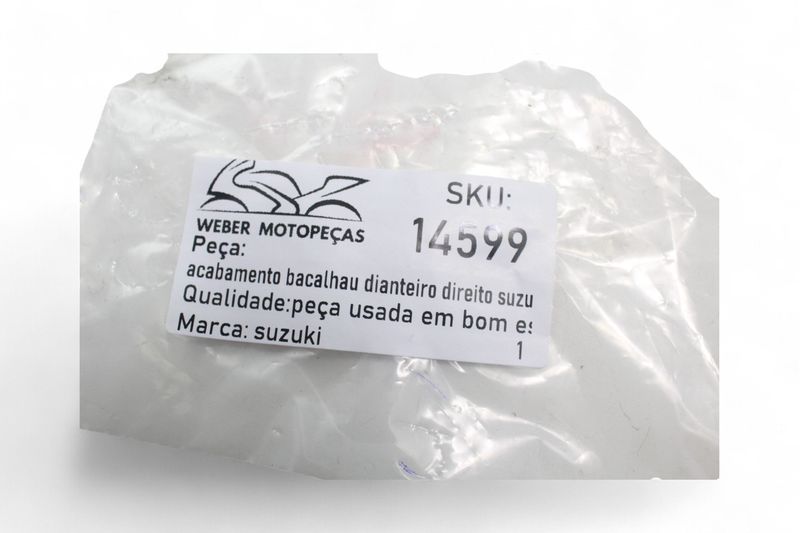 WEBER MOTOPEÇAS
SKU:
14599
Peça:
acabamento bacalhau dianteiro direito suzu
Qualidade:peça usada em bom es
Marca: suzuki
1